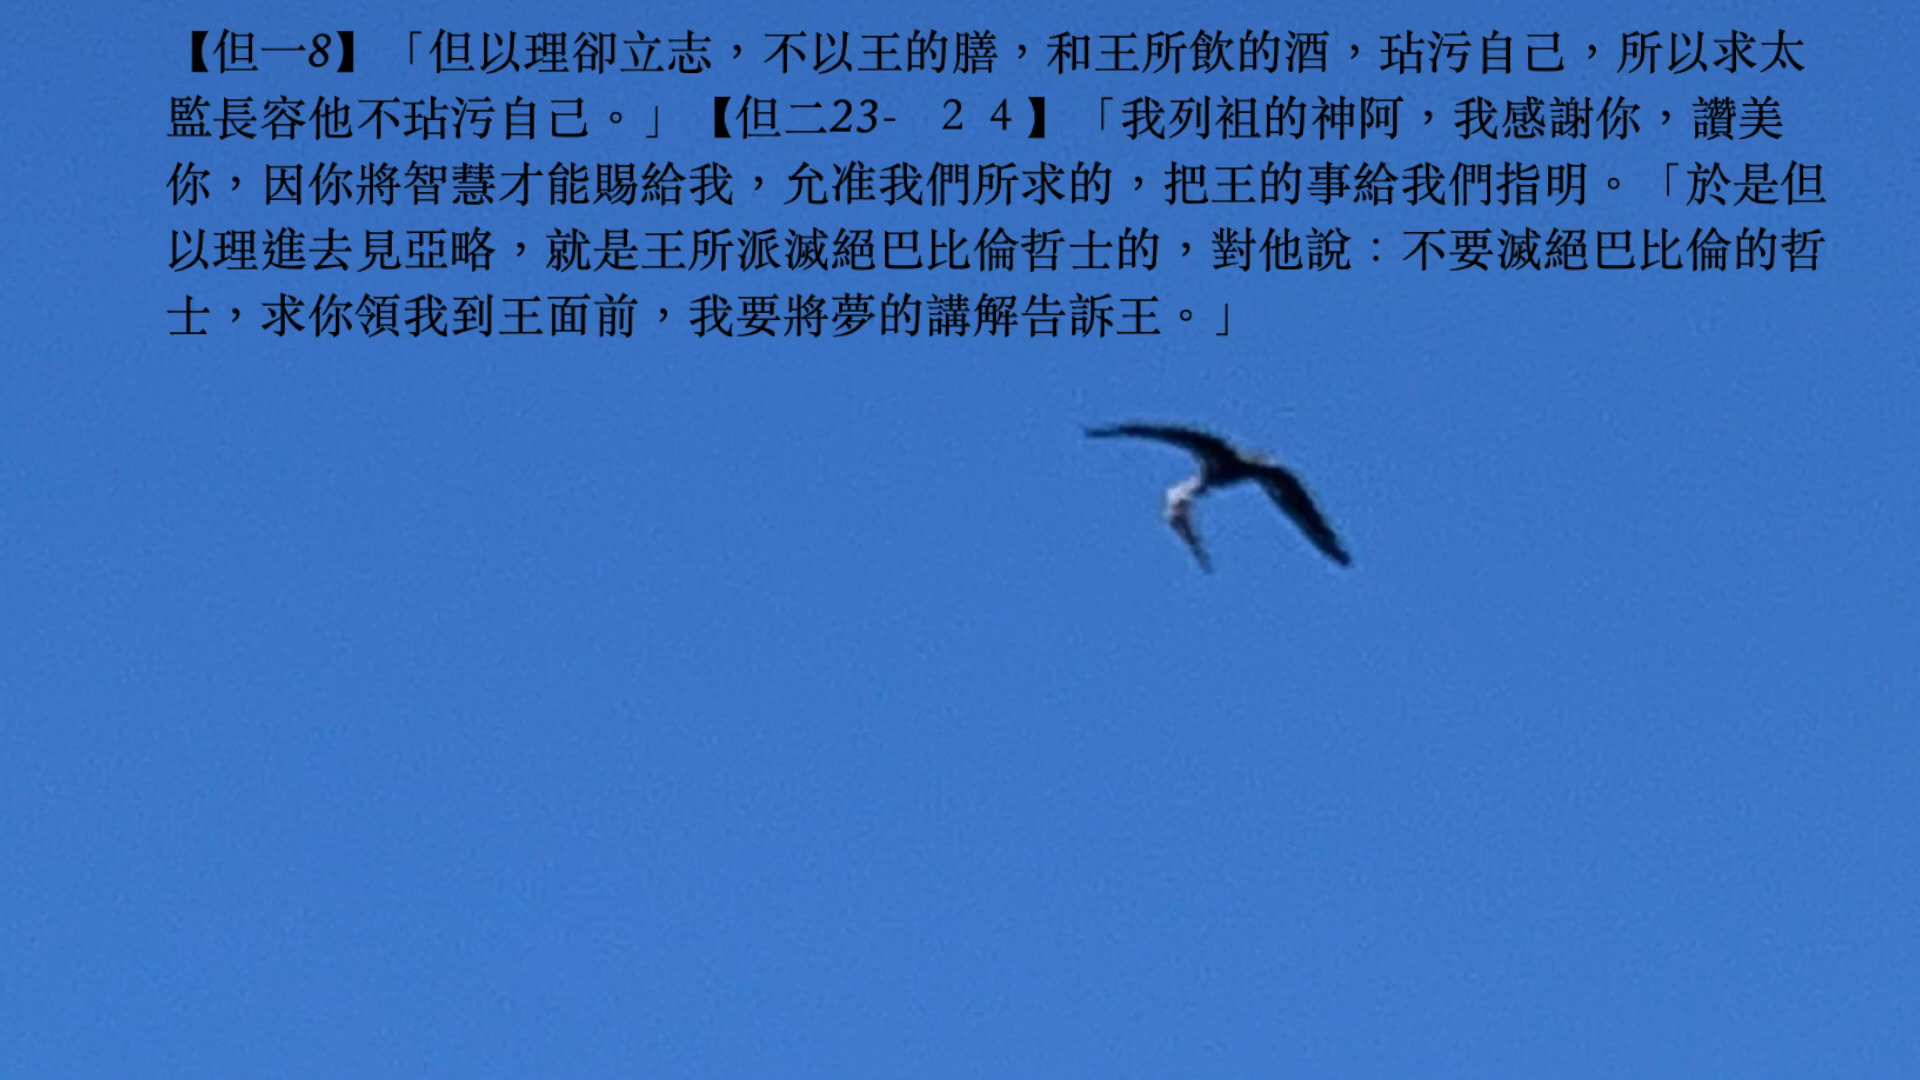 【但一8】「但以理卻立志，不以王的膳，和王所飲的酒，玷污自己，所以求太
監長容他不玷污自己。」【但二23-　２４】「我列祖的神阿，我感謝你，讚美
你，因你將智慧才能賜給我，允准我們所求的，把王的事給我們指明。「於是但
以理進去見亞略，就是王所派滅絕巴比倫哲士的，對他說：不要滅絕巴比倫的哲
士，求你領我到王面前，我要將夢的講解告訴王。」